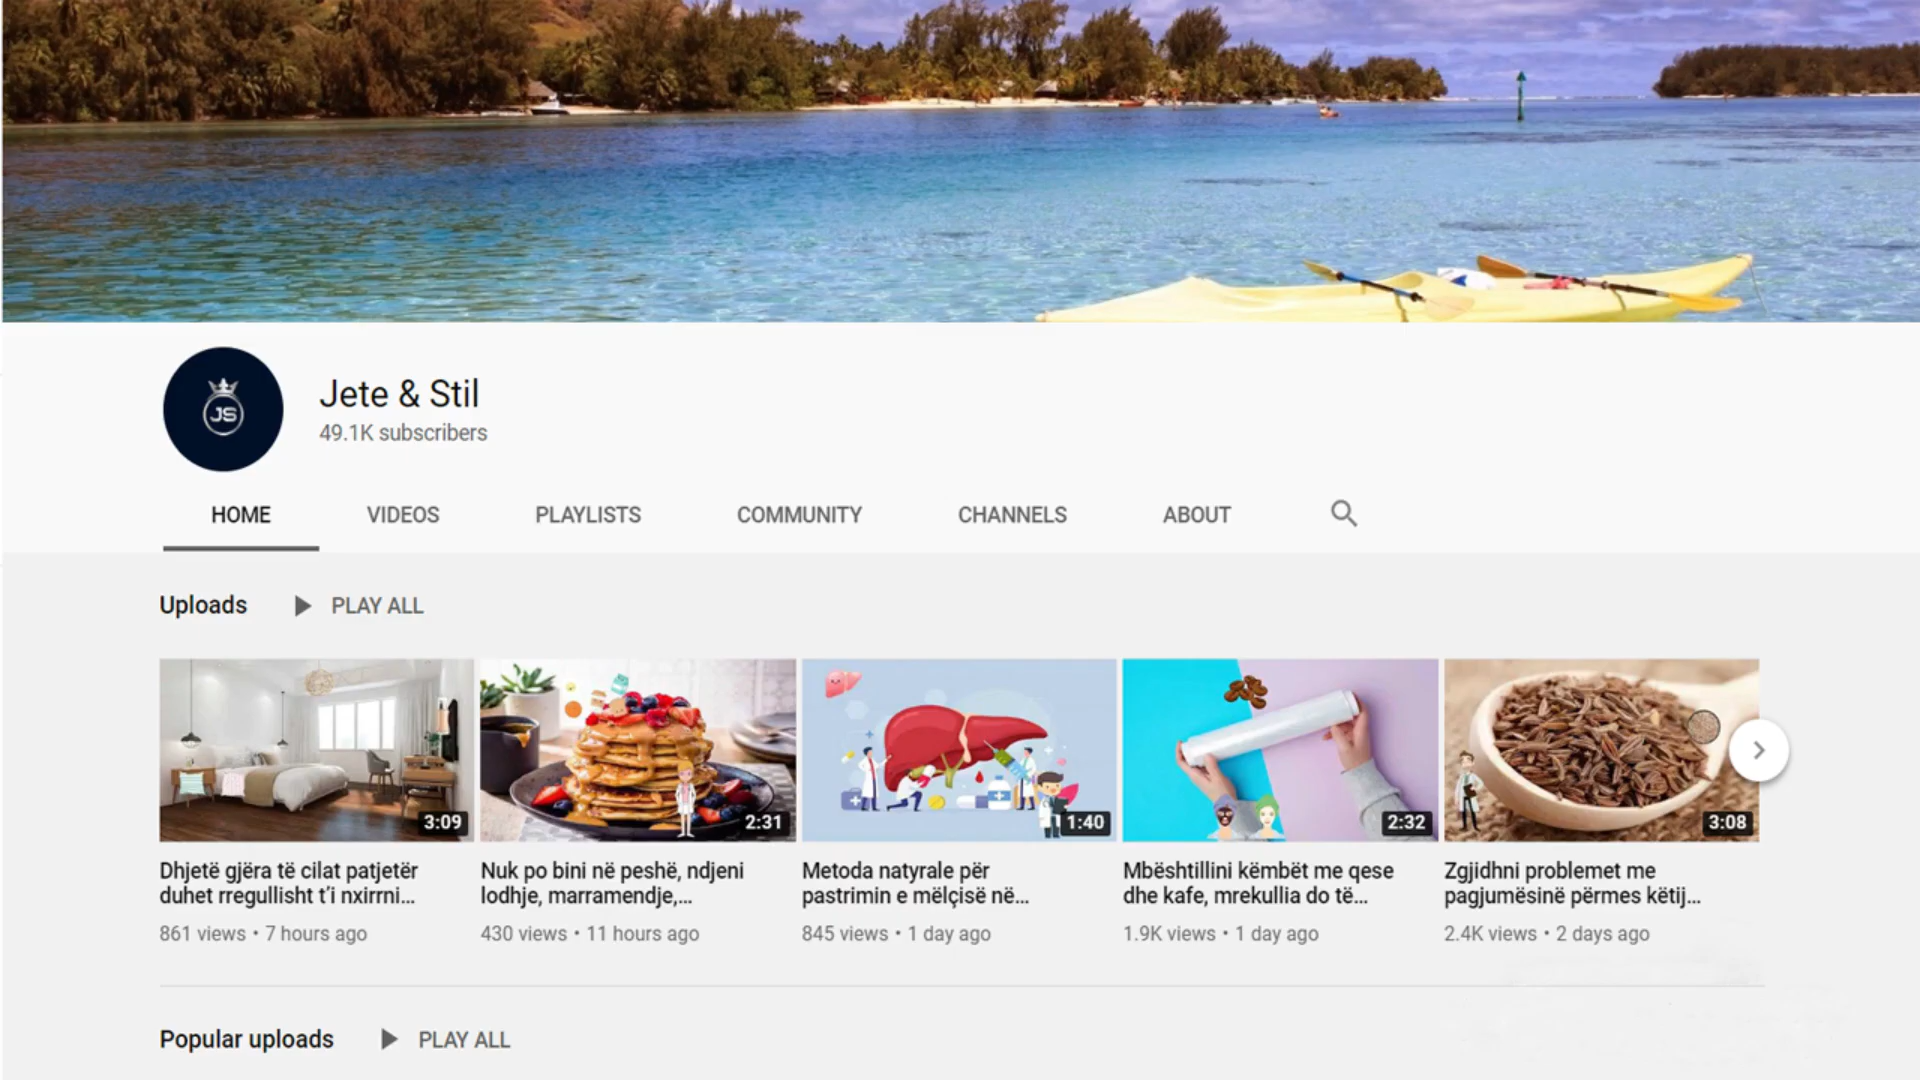 JS
Jete & Stil
49.1K subscribers
HOME VIDEOS PLAYLISTS COMMUNITY CHANNELS ABOUT
Uploads PLAY ALL
3:09 2:31 1:40 2:32 3:08
Dhjetë gjëra të cilat patjetër
duhet rregullisht t'i nxirrni...
861 views • 7 hours ago
Nuk po bini në peshë, ndjeni
lodhje, marramendje,...
430 views • 11 hours ago
Metoda natyrale për
pastrimin e mëlçisë në...
845 views • 1 day ago
Mbështillini këmbët me qese
dhe kafe, mrekullia do të...
1.9K views • 1 day ago
Zgjidhni problemet me
pagjumësinë përmes këtij...
2.4K views • 2 days ago
Popular uploads PLAY ALL